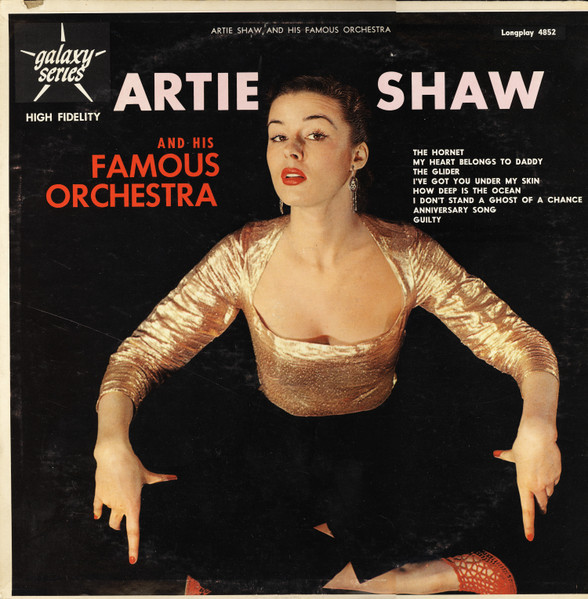 ARTIE SHAW, AND HIS FAMOUS ORCHESTRA
Longplay 4852
galaxy
series
HIGH FIDELITY
ARTIE SHAW
AND HIS
FAMOUS
ORCHESTRA
THE HORNET
MY HEART BELONGS TO DADDY
THE GLIDER
I'VE GOT YOU UNDER MY SKIN
HOW DEEP IS THE OCEAN
I DON'T STAND A GHOST OF A CHANCE
ANNIVERSARY SONG
GUILTY